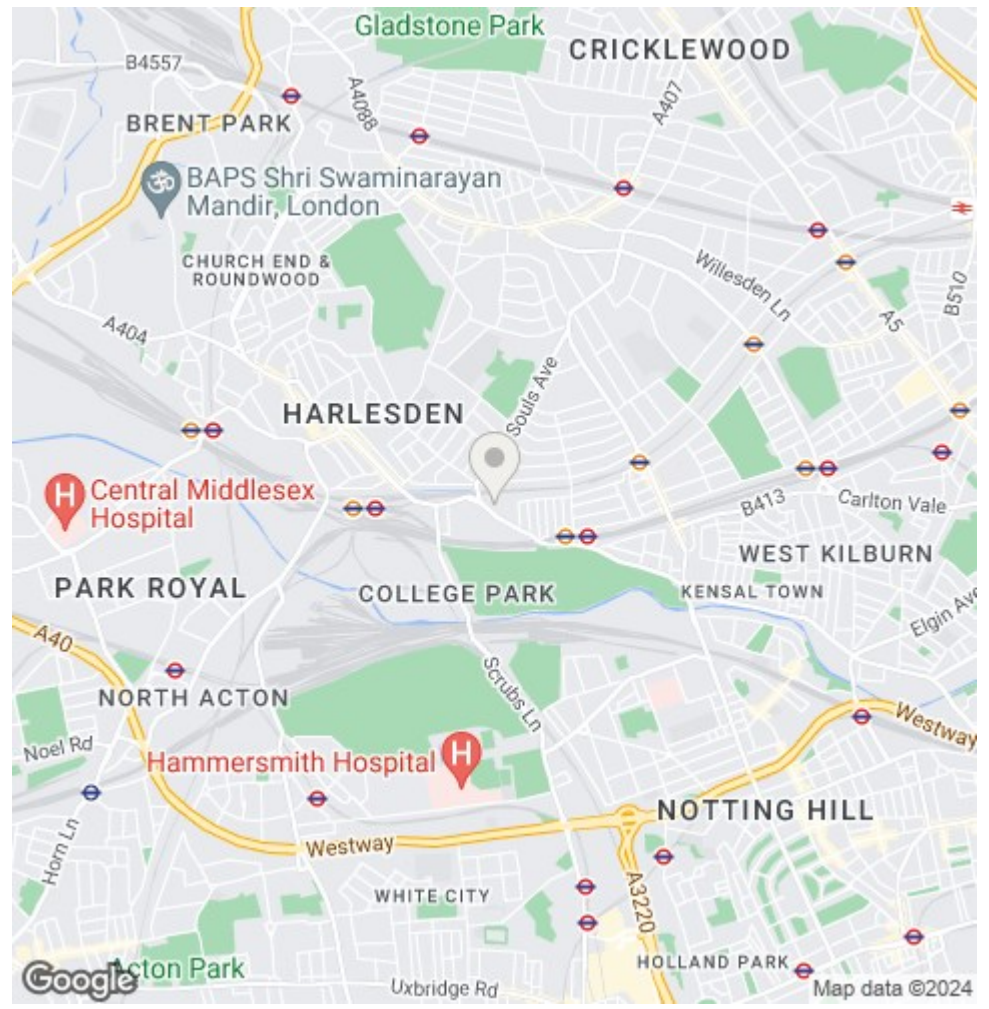 Gladstone Park
CRICKLEWOOD
B4557
A4088
A407
BRENT PARK
BAPS Shri Swaminarayan
Mandir, London
CHURCH END &
ROUNDWOOD
Willesden Ln
B510
A404
A5
Souls Ave
HARLESDEN
Central Middlesex
Hospital
B413
Carlton Vale
WEST KILBURN
PARK ROYAL
COLLEGE PARK
KENSAL TOWN
Elgin Ave
A40
Scrubs Ln
NORTH ACTON
Westway
Noel Rd
Hammersmith Hospital
NOTTING HILL
Horn Ln
Westway
A3220
WHITE CITY
HOLLAND PARK
Acton Park
Google
Uxbridge Rd
Map data ©2024